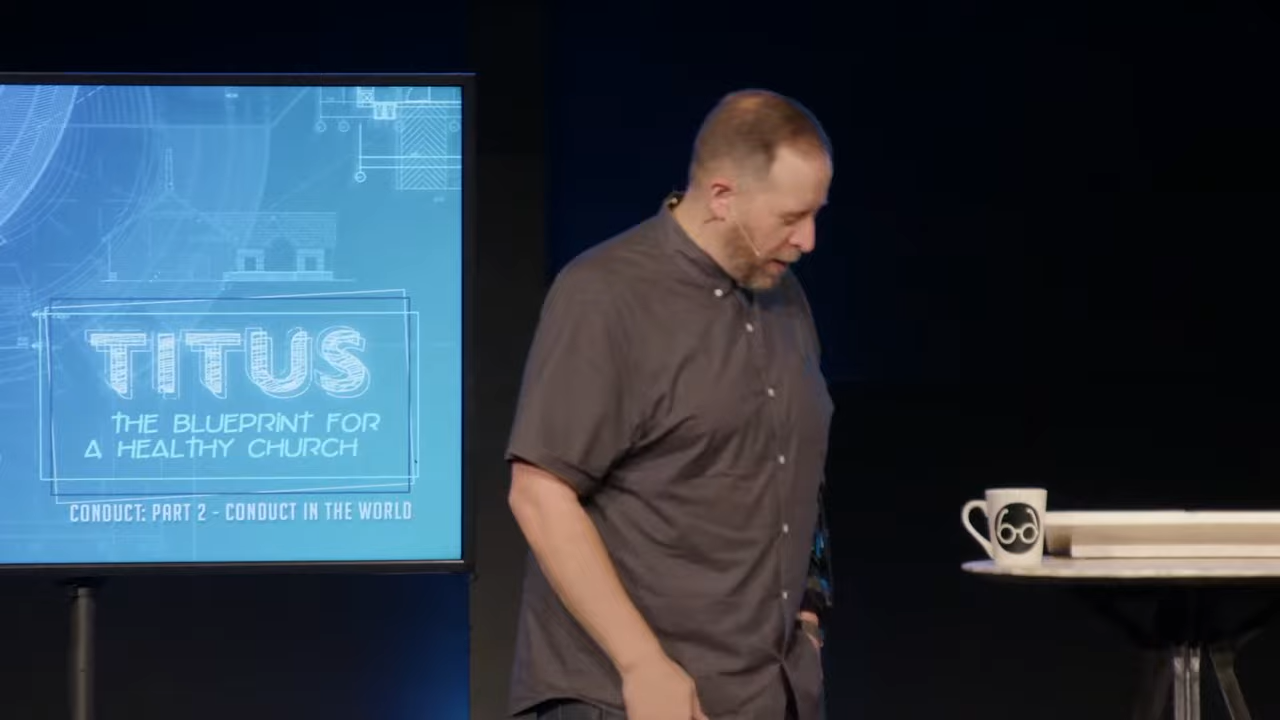 TITUS
THE BLUEPRINT FOR
A HEALTHY CHURCH
CONDUCT: PART 2 - CONDUCT IN THE WORLD